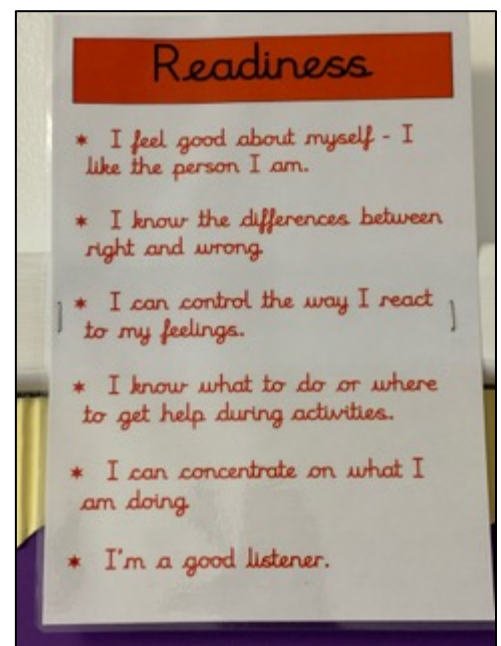 Readiness
* I feel good about myself - I
like the person I am.
* I know the differences between
right and wrong.
* I can control the way I react
to my feelings.
* I know what to do or where
to get help during activities.
* I can concentrate on what I
am doing
* I'm a good listener.